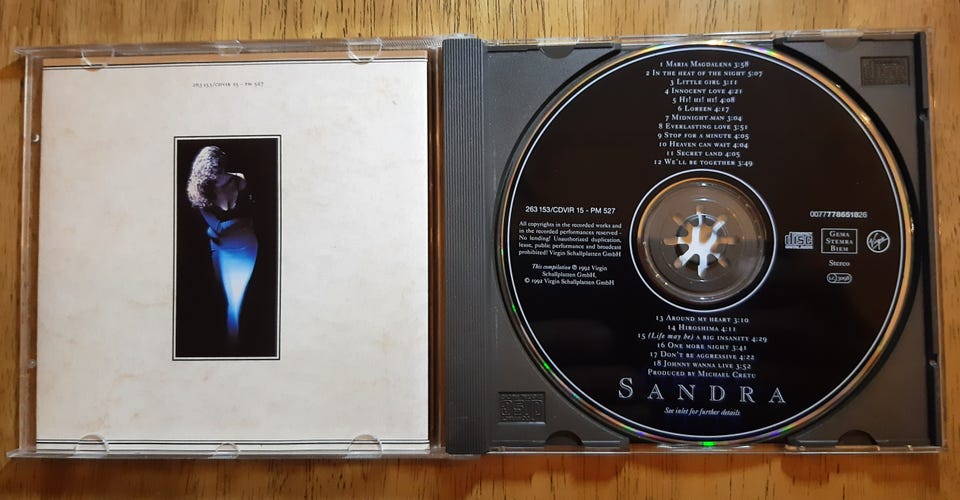 263 153/CDVIR 15 - PM 527
1 Maria Magdalena 3:58
2 In the heat of the night 5:07
3 Little girl 3:11
4 Innocent love 4:21
5 Hi! Hi! Hi! 4:08
6 Loreen 4:17
7 Midnight man 3:04
8 Everlasting love 3:51
9 Stop for a minute 4:05
10 Heaven can wait 4:04
11 Secret land 4:05
12 We'll be together 3:49
263 153/CDVIR 15 - PM 527
All copyrights in the recorded works and
in the recorded performances reserved -
No lending! Unauthorized duplication,
lease, public performance and broadcast
prohibited! Virgin Schallplatten GmbH
This compilation ℗ 1992 Virgin
Schallplatten GmbH,
© 1992 Virgin Schallplatten GmbH
0077778651826
COMPACT
disc
DIGITAL AUDIO
GEMA
STEMRA
BIEM
Virgin
Stereo
LC 3098
13 Around my heart 3:10
14 Hiroshima 4:11
15 (Life may be) a big insanity 4:29
16 One more night 3:41
17 Don't be aggressive 4:22
18 Johnny wanna live 3:52
Produced by Michael Cretu
SANDRA
See inlet for further details